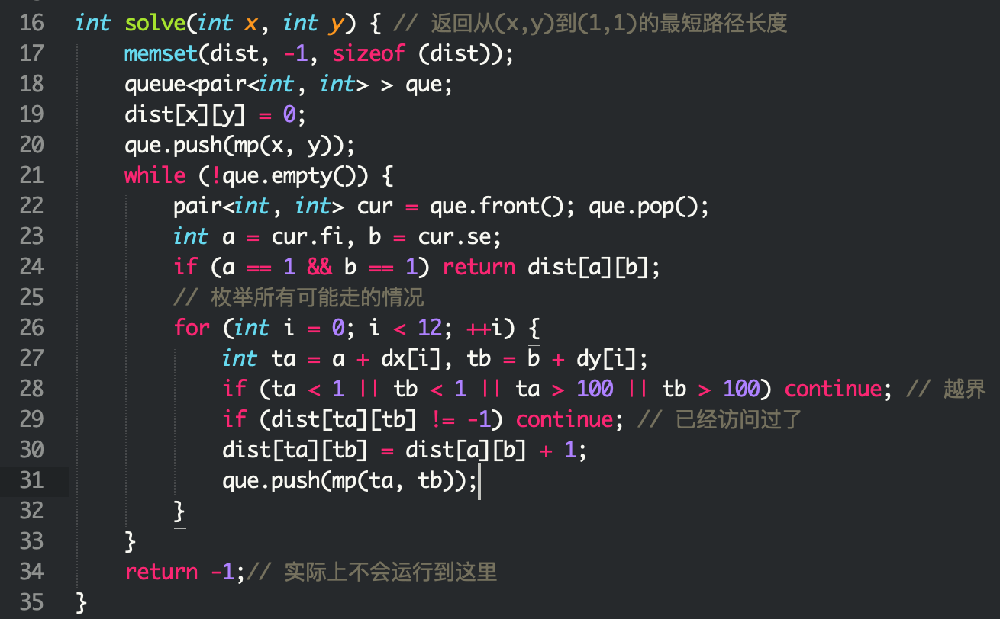 16 int solve(int x, int y) { // 返回从(x,y)到(1,1)的最短路径长度
17     memset(dist, -1, sizeof (dist));
18     queue<pair<int, int> > que;
19     dist[x][y] = 0;
20     que.push(mp(x, y));
21     while (!que.empty()) {
22         pair<int, int> cur = que.front(); que.pop();
23         int a = cur.fi, b = cur.se;
24         if (a == 1 && b == 1) return dist[a][b];
25         // 枚举所有可能走的情况
26         for (int i = 0; i < 12; ++i) {
27             int ta = a + dx[i], tb = b + dy[i];
28             if (ta < 1 || tb < 1 || ta > 100 || tb > 100) continue; // 越界
29             if (dist[ta][tb] != -1) continue; // 已经访问过了
30             dist[ta][tb] = dist[a][b] + 1;
31             que.push(mp(ta, tb));
32         }
33     }
34     return -1;// 实际上不会运行到这里
35 }